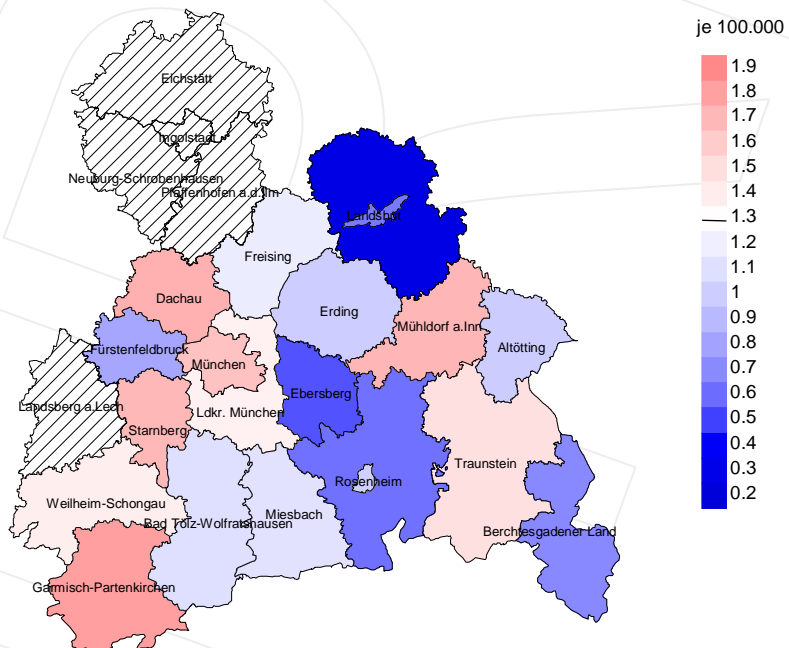 je 100.000
1.9
1.8
1.7
1.6
1.5
1.4
1.3
1.2
1.1
1
0.9
0.8
0.7
0.6
0.5
0.4
0.3
0.2
Eichstätt
Ingolstadt
Neuburg-Schrobenhausen
Pfaffenhofen a.d.Ilm
Landshut
Freising
Dachau
Erding
Mühldorf a.Inn
Altötting
Fürstenfeldbruck
München
Ebersberg
Landsberg a.Lech
Ldkr. München
Starnberg
Traunstein
Rosenheim
Weilheim-Schongau
Miesbach
Bad Tölz-Wolfratshausen
Berchtesgadener Land
Garmisch-Partenkirchen